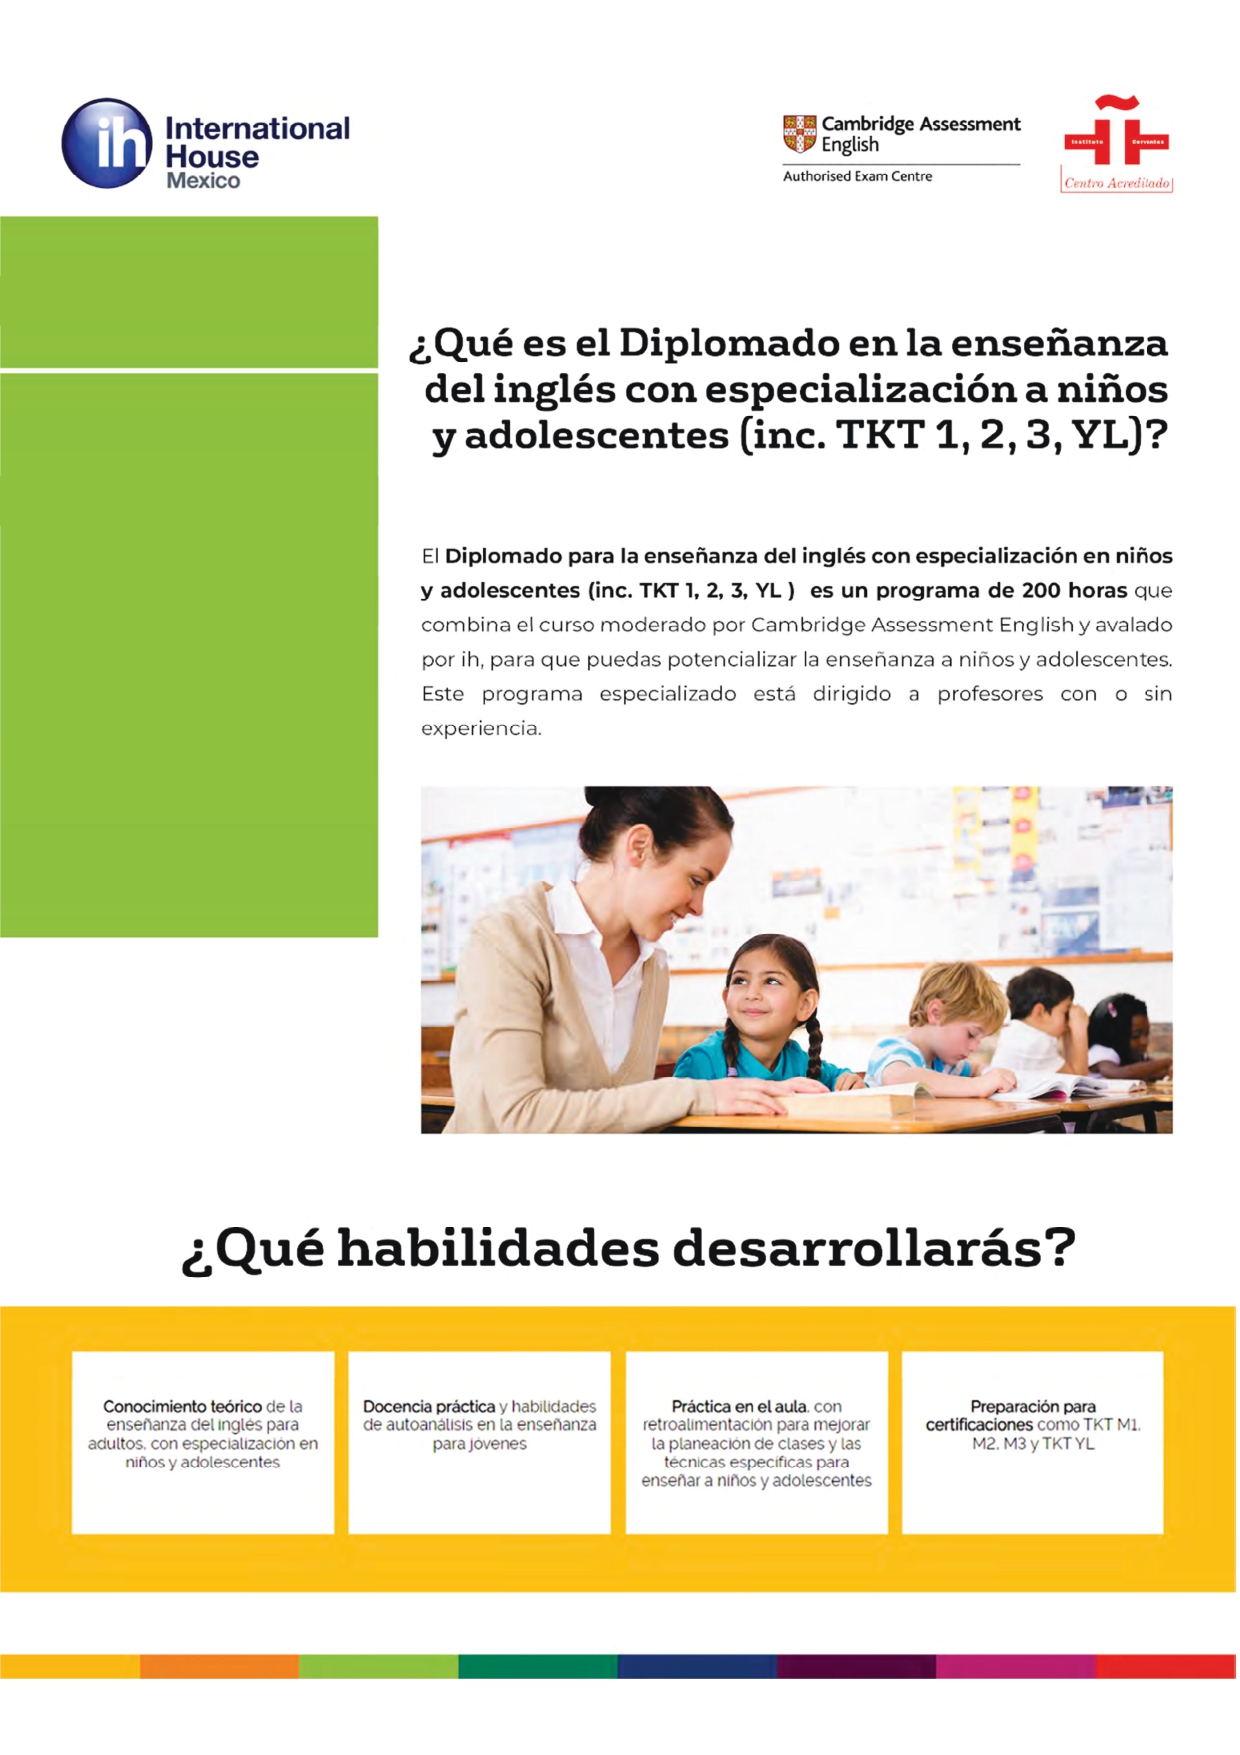 ih International
House
Mexico
Cambridge Assessment
English
Authorised Exam Centre
Instituto Cervantes
Centro Acreditado
¿Qué es el Diplomado en la enseñanza
del inglés con especialización a niños
y adolescentes (inc. TKT 1, 2, 3, YL)?
El Diplomado para la enseñanza del inglés con especialización en niños
y adolescentes (inc. TKT 1, 2, 3, YL ) es un programa de 200 horas que
combina el curso moderado por Cambridge Assessment English y avalado
por ih, para que puedas potencializar la enseñanza a niños y adolescentes.
Este programa especializado está dirigido a profesores con o sin
experiencia.
¿Qué habilidades desarrollarás?
Conocimiento teórico de la
enseñanza del inglés para
adultos, con especialización en
niños y adolescentes
Docencia práctica y habilidades
de autoanálisis en la enseñanza
para jóvenes
Práctica en el aula, con
retroalimentación para mejorar
la planeación de clases y las
técnicas específicas para
enseñar a niños y adolescentes
Preparación para
certificaciones como TKT M1,
M2, M3 y TKT YL